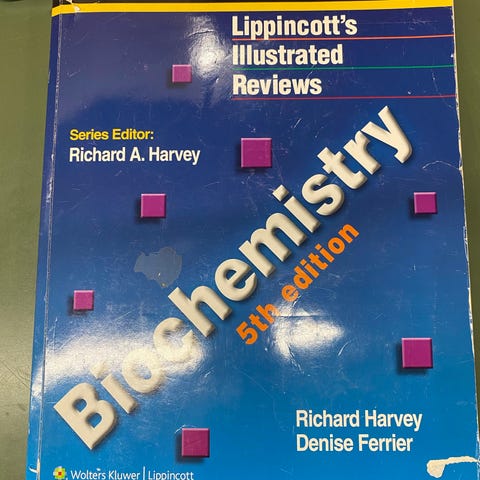 Lippincott's
Illustrated
Reviews
Series Editor:
Richard A. Harvey
Biochemistry
5th edition
Richard Harvey
Denise Ferrier
Wolters Kluwer | Lippincott